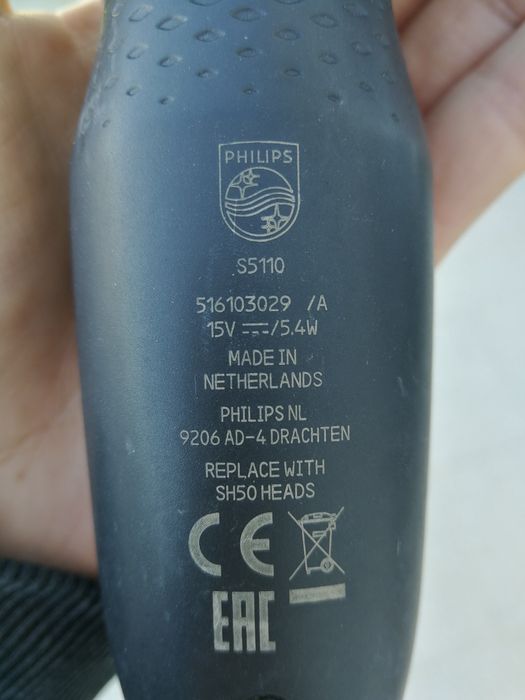 PHILIPS
S5110
516103029 /A
15V ⎓/5.4W
MADE IN
NETHERLANDS
PHILIPS NL
9206 AD-4 DRACHTEN
REPLACE WITH
SH50 HEADS
CE
EAC